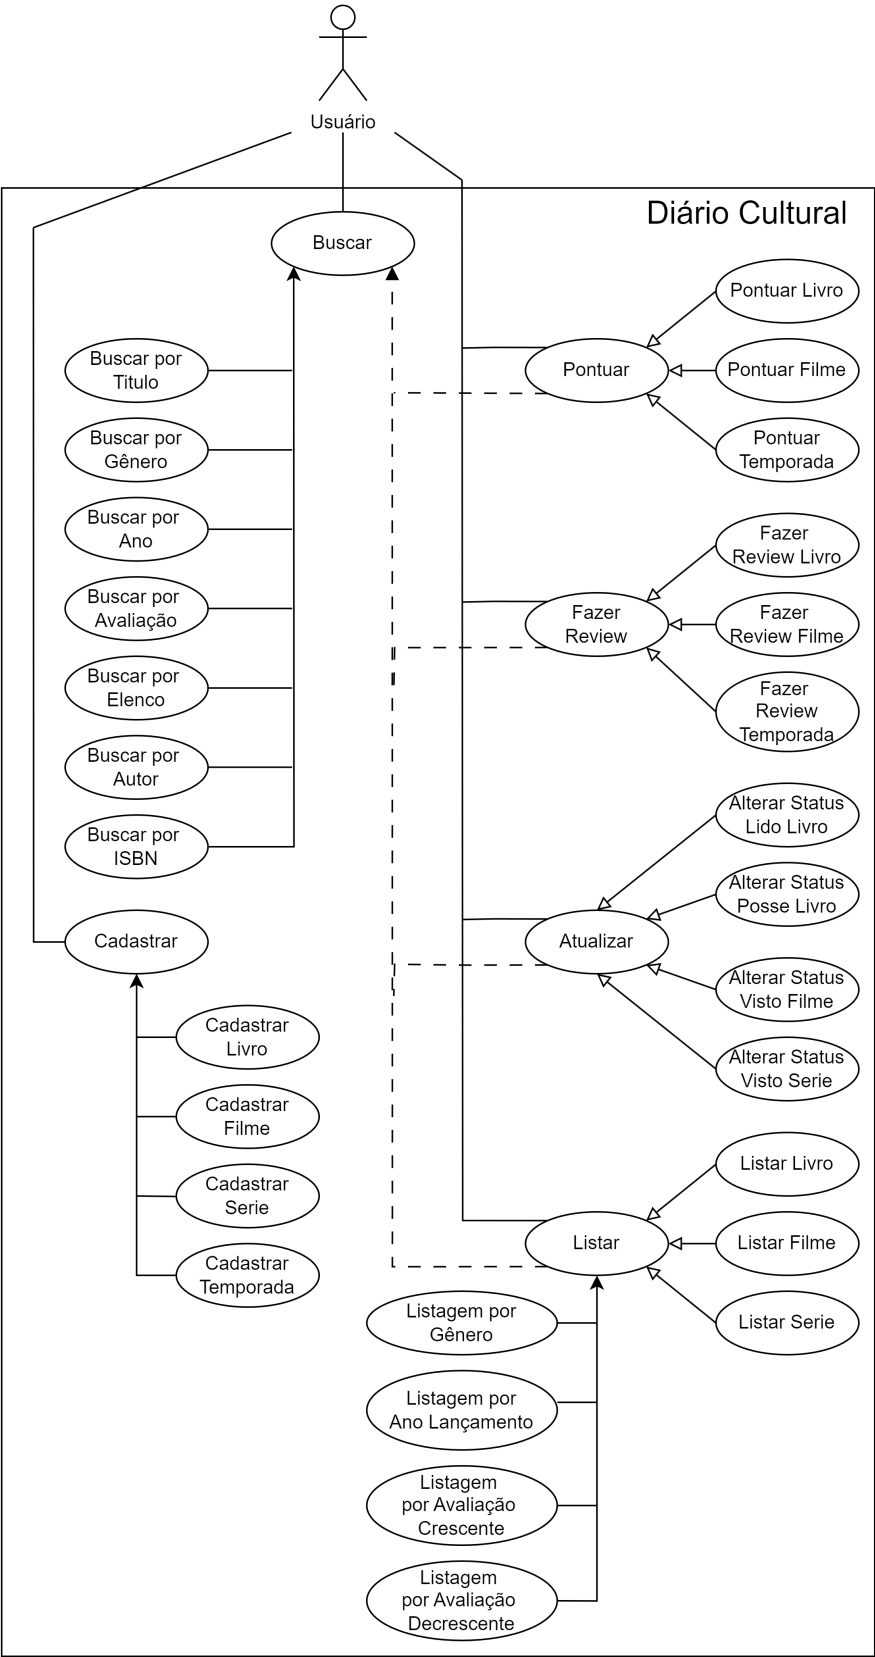 Usuário
Diário Cultural
Buscar
Buscar por
Titulo
Buscar por
Gênero
Buscar por
Ano
Buscar por
Avaliação
Buscar por
Elenco
Buscar por
Autor
Buscar por
ISBN
Cadastrar
Cadastrar
Livro
Cadastrar
Filme
Cadastrar
Serie
Cadastrar
Temporada
Pontuar
Pontuar Livro
Pontuar Filme
Pontuar
Temporada
Fazer
Review
Fazer
Review Livro
Fazer
Review Filme
Fazer
Review
Temporada
Atualizar
Alterar Status
Lido Livro
Alterar Status
Posse Livro
Alterar Status
Visto Filme
Alterar Status
Visto Serie
Listar
Listar Livro
Listar Filme
Listar Serie
Listagem por
Gênero
Listagem por
Ano Lançamento
Listagem
por Avaliação
Crescente
Listagem
por Avaliação
Decrescente